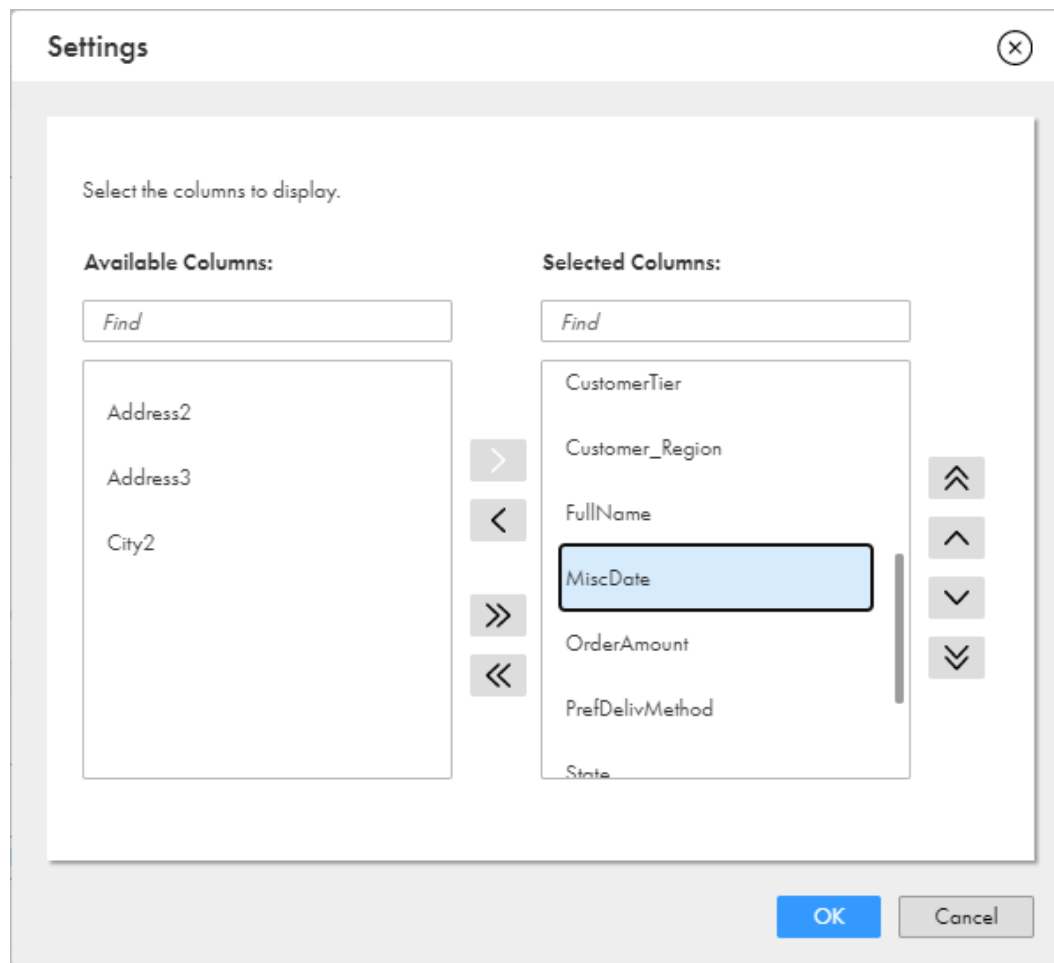 Settings
Select the columns to display.
Available Columns:
Selected Columns:
Find
Find
Address2
Address3
City2
CustomerTier
Customer_Region
FullName
MiscDate
OrderAmount
PrefDelivMethod
State
OK
Cancel